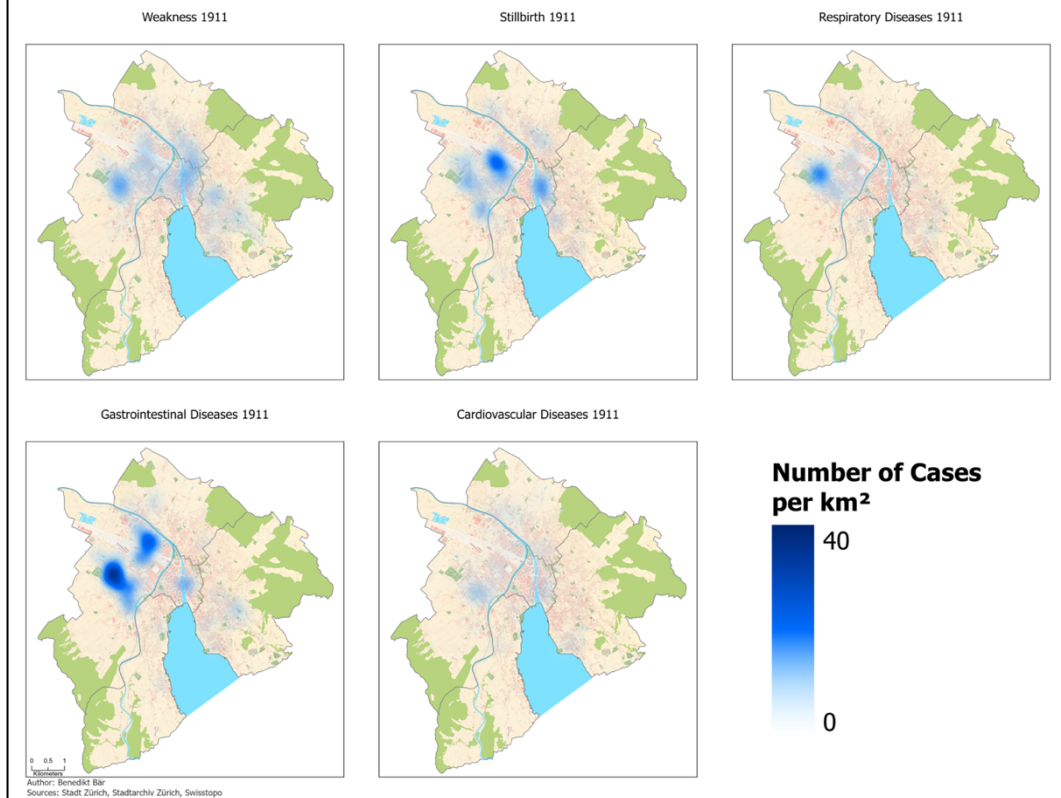 Weakness 1911
Stillbirth 1911
Respiratory Diseases 1911
Gastrointestinal Diseases 1911
Cardiovascular Diseases 1911
Number of Cases
per km²
40
0
0 0.5 1
Kilometers
Author: Benedikt Bär
Sources: Stadt Zürich, Stadtarchiv Zürich, Swisstopo